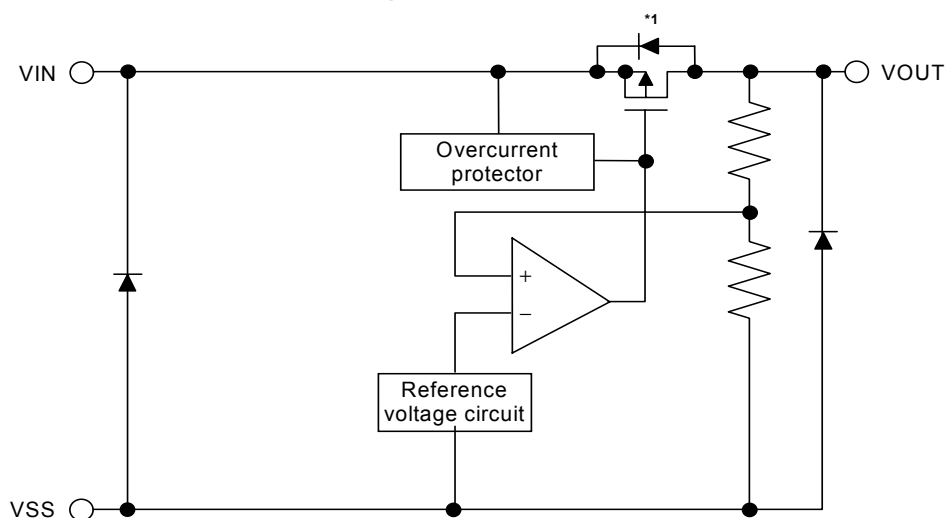 *1
VIN
VOUT
Overcurrent
protector
+
−
Reference
voltage circuit
VSS